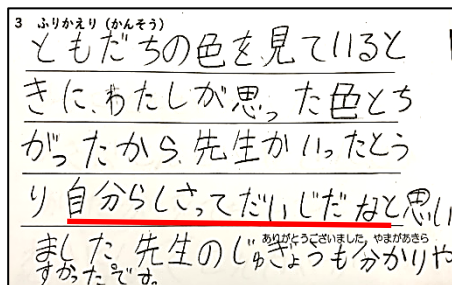 3 ふりかえり(かんそう)
ともだちの色を、見ていると
きに、わたしが思った色とち
がったから、先生がいったとう
り自分らしさってだいじだなと思い
ありがとうございました。やまがあきら
ました。先生のじゅぎょうも分かりや
すかったです。